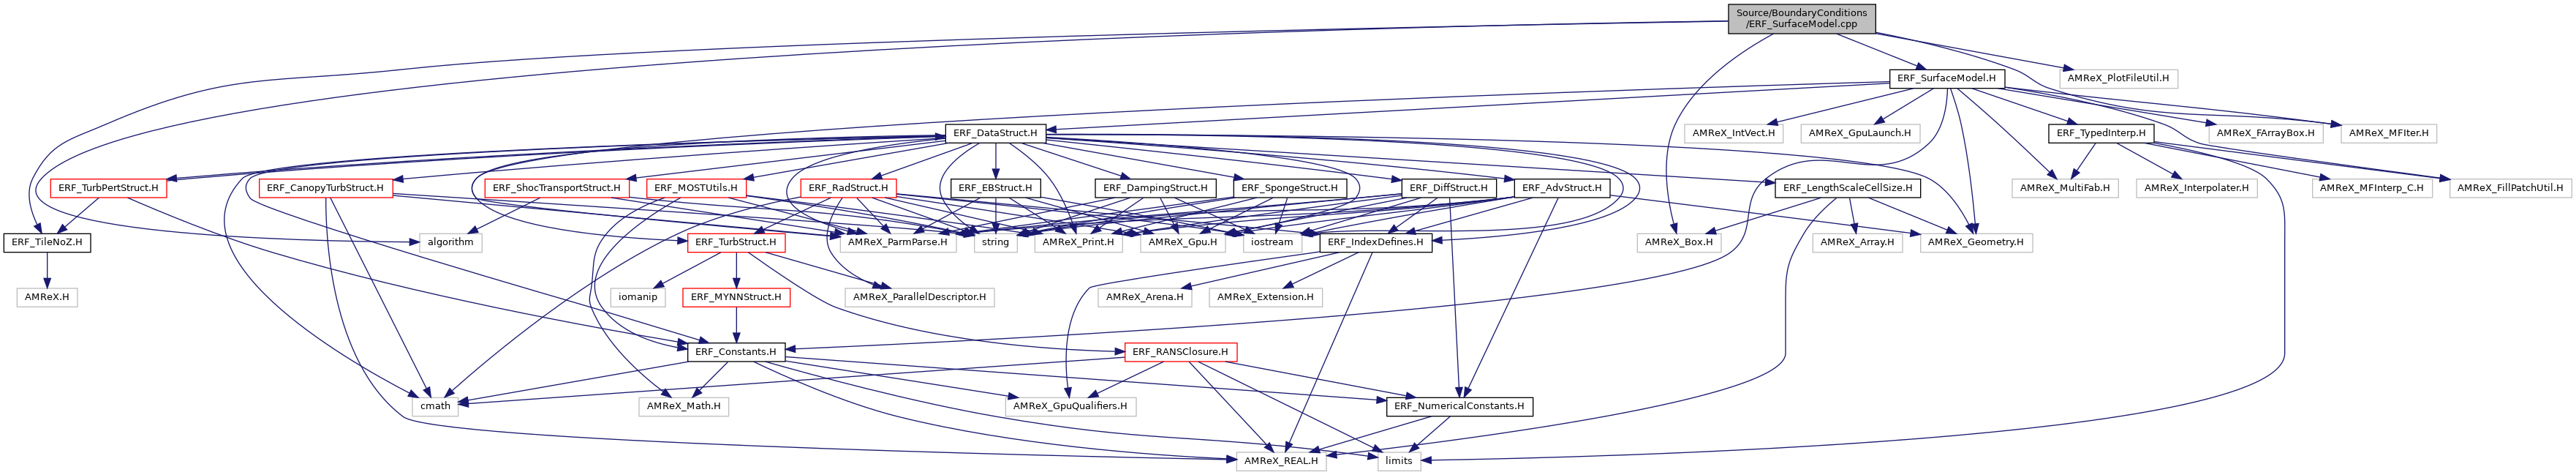 Source/BoundaryConditions
/ERF_SurfaceModel.cpp
ERF_SurfaceModel.H
AMReX_PlotFileUtil.H
ERF_DataStruct.H
AMReX_IntVect.H
AMReX_GpuLaunch.H
ERF_TypedInterp.H
AMReX_FArrayBox.H
AMReX_MFIter.H
ERF_TurbPertStruct.H
ERF_CanopyTurbStruct.H
ERF_ShocTransportStruct.H
ERF_MOSTUtils.H
ERF_RadStruct.H
ERF_EBStruct.H
ERF_DampingStruct.H
ERF_SpongeStruct.H
ERF_DiffStruct.H
ERF_AdvStruct.H
ERF_LengthScaleCellSize.H
AMReX_MultiFab.H
AMReX_Interpolater.H
AMReX_MFInterp_C.H
AMReX_FillPatchUtil.H
ERF_TileNoZ.H
algorithm
ERF_TurbStruct.H
AMReX_ParmParse.H
string
AMReX_Print.H
AMReX_Gpu.H
iostream
ERF_IndexDefines.H
AMReX_Box.H
AMReX_Array.H
AMReX_Geometry.H
AMReX.H
iomanip
ERF_MYNNStruct.H
AMReX_ParallelDescriptor.H
AMReX_Arena.H
AMReX_Extension.H
ERF_Constants.H
ERF_RANSClosure.H
cmath
AMReX_Math.H
AMReX_GpuQualifiers.H
ERF_NumericalConstants.H
AMReX_REAL.H
limits